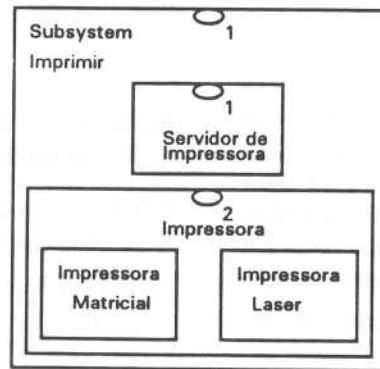 Subsystem
1
Imprimir
1
Servidor de
Impressora
2
Impressora
Impressora
Matricial
Impressora
Laser